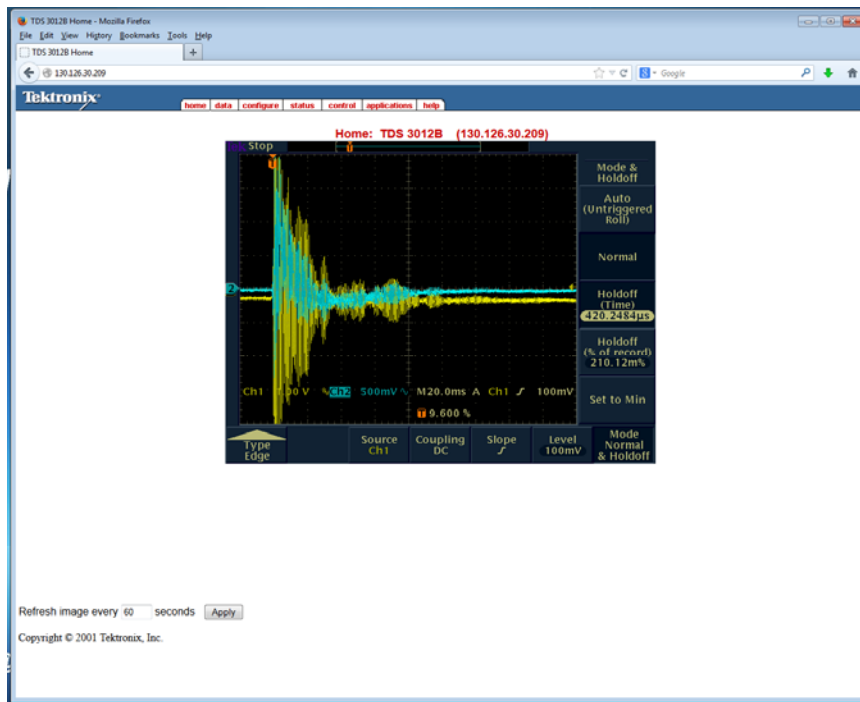 TDS 3012B Home - Mozilla Firefox
File Edit View History Bookmarks Tools Help
TDS 3012B Home +
130.126.30.209
Google
Tektronix
home data configure status control applications help
Home: TDS 3012B (130.126.30.209)
Stop
Mode & Holdoff
Auto (Untriggered Roll)
Normal
Holdoff (Time)
420.2484µs
Holdoff (% of record)
210.12m%
Set to Min
2
Ch1 V Ch2 500mV M20.0ms A Ch1 100mV
9.600 %
Type Edge
Source Ch1
Coupling DC
Slope
Level 100mV
Mode Normal & Holdoff
Refresh image every 60 seconds Apply
Copyright © 2001 Tektronix, Inc.